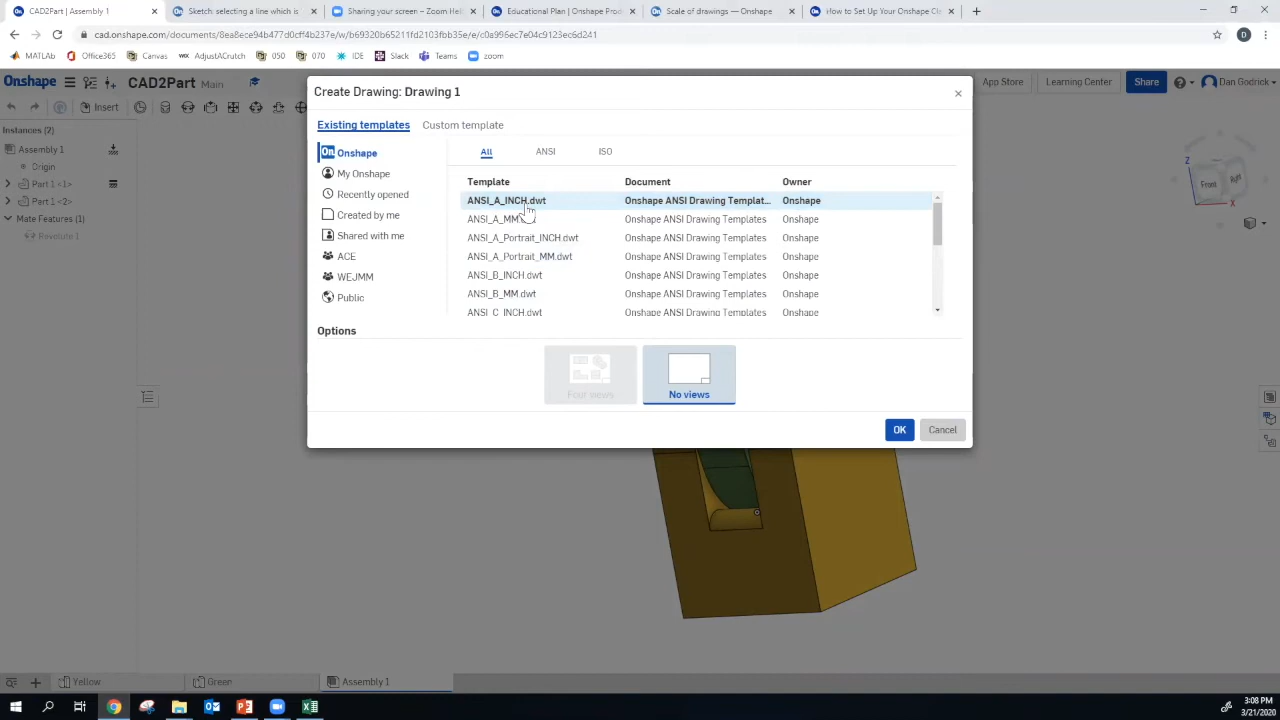 CAD2Part | Assembly 1
Sketch: selecting a line which is
Sharing your screen – Zoom Hel
Educational Plan | Onshape Pro
Scale of drawings — Onshape
How to Set Up Your Onshape Cl
cad.onshape.com/documents/8ea8ece94b477d0cff4b237e/w/b69320b65211fd2103fbb35e/e/c0a996ec7e04c9123ec6d241
D
MATLab
Office365
Canvas
AdjustACrutch
050
070
IDE
Slack
Teams
zoom
Onshape
CAD2Part Main
App Store
Learning Center
Share
Dan Godrick
Insert
Instances (2)
Assembly 1
Origin
Part 1 <1>
Part 1 <2>
Mate Features (1)
Revolute 1
Create Drawing: Drawing 1
Existing templates
Custom template
On Onshape
My Onshape
Recently opened
Created by me
Shared with me
ACE
WEJMM
Public
All ANSI ISO
Template Document Owner
ANSI_A_INCH.dwt Onshape ANSI Drawing Templat... Onshape
ANSI_A_MM Onshape ANSI Drawing Templates Onshape
ANSI_A_Portrait_INCH.dwt Onshape ANSI Drawing Templates Onshape
ANSI_A_Portrait_MM.dwt Onshape ANSI Drawing Templates Onshape
ANSI_B_INCH.dwt Onshape ANSI Drawing Templates Onshape
ANSI_B_MM.dwt Onshape ANSI Drawing Templates Onshape
ANSI_C_INCH.dwt Onshape ANSI Drawing Templates Onshape
Options
Four views
No views
OK
Cancel
Z
Front
Right
X
Yellow
Green
Assembly 1
3:08 PM
3/21/2020